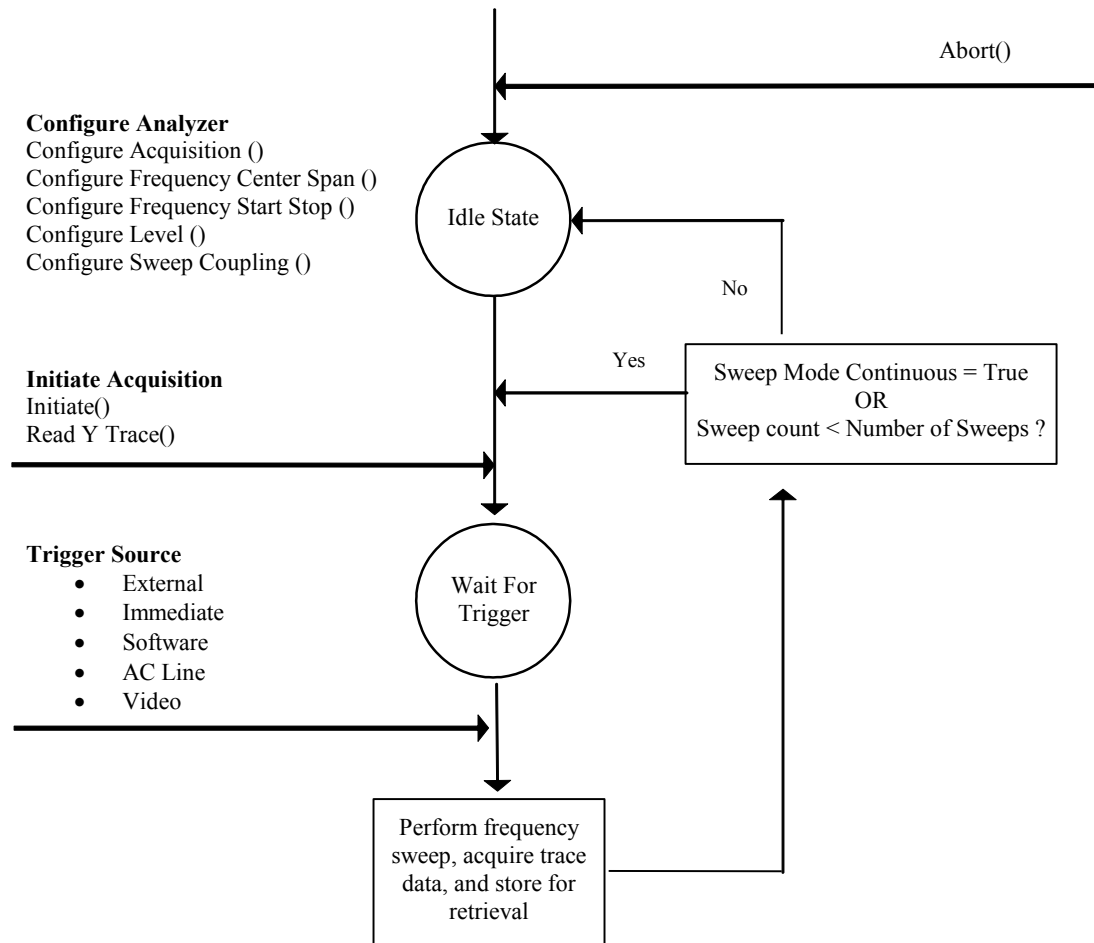 Abort()
Configure Analyzer
Configure Acquisition ()
Configure Frequency Center Span ()
Configure Frequency Start Stop ()
Configure Level ()
Configure Sweep Coupling ()
Idle State
No
Yes
Sweep Mode Continuous = True
OR
Sweep count < Number of Sweeps ?
Initiate Acquisition
Initiate()
Read Y Trace()
Trigger Source
• External
• Immediate
• Software
• AC Line
• Video
Wait For
Trigger
Perform frequency
sweep, acquire trace
data, and store for
retrieval